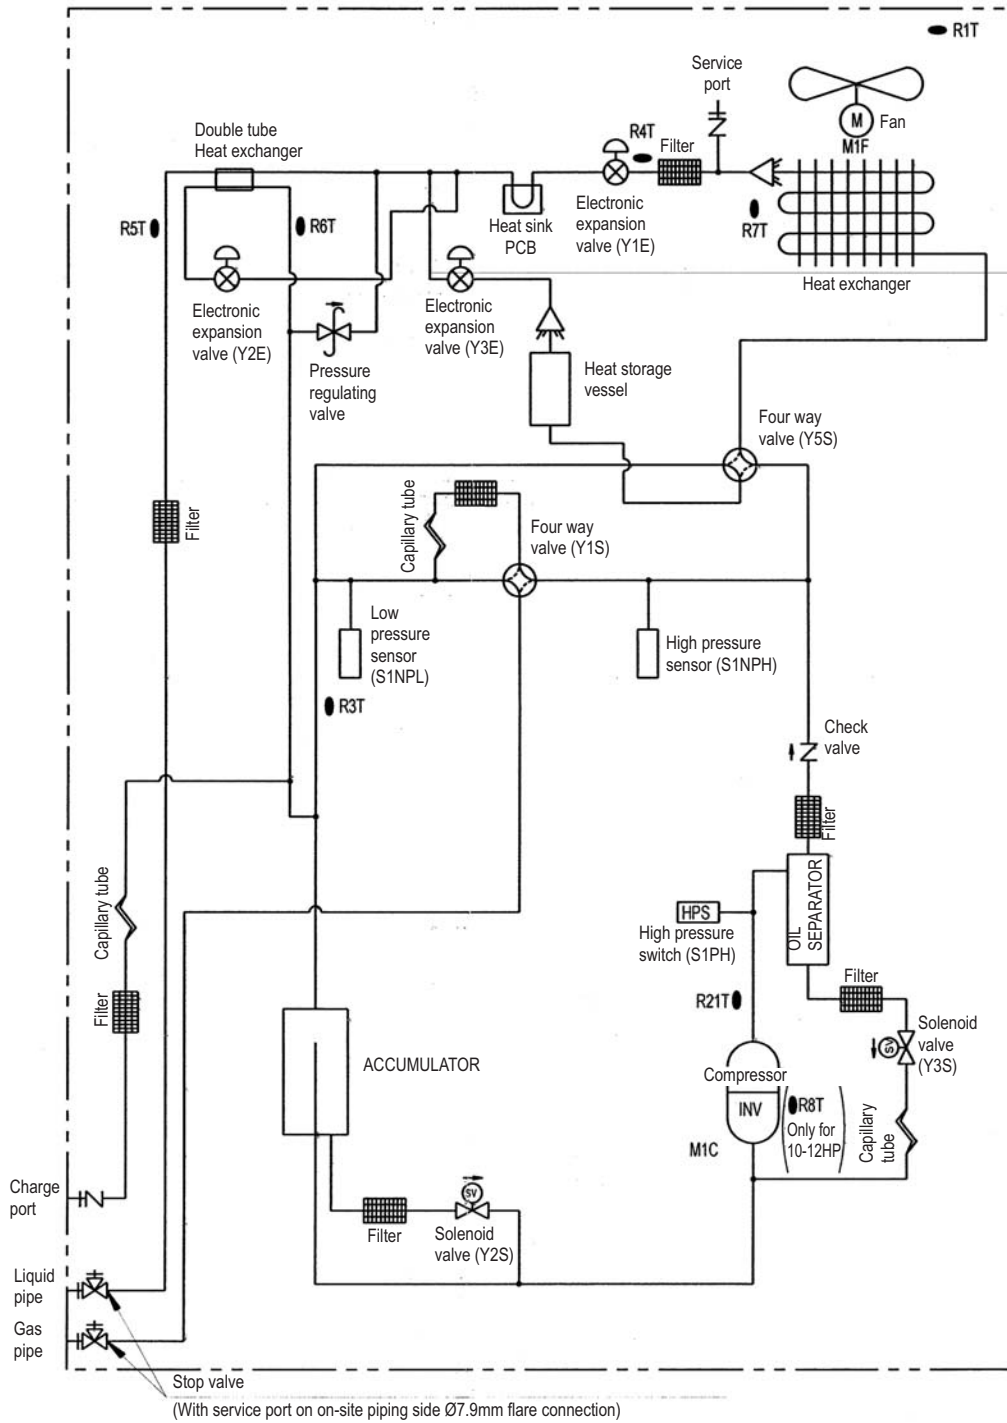 R1T
Service
port
M
Fan
M1F
Double tube
Heat exchanger
R4T
Filter
R5T
R6T
Heat sink
PCB
Electronic
expansion
valve (Y1E)
R7T
Heat exchanger
Electronic
expansion
valve (Y2E)
Electronic
expansion
valve (Y3E)
Pressure
regulating
valve
Heat storage
vessel
Four way
valve (Y5S)
Filter
Capillary tube
Four way
valve (Y1S)
Low
pressure
sensor
(S1NPL)
High pressure
sensor (S1NPH)
R3T
Check
valve
Filter
Capillary tube
HPS
High pressure
switch (S1PH)
OIL
SEPARATOR
Filter
R21T
Filter
SV
Solenoid
valve
(Y3S)
ACCUMULATOR
Compressor
INV
M1C
R8T
Only for
10-12HP
Capillary
tube
Charge
port
SV
Filter
Solenoid
valve (Y2S)
Liquid
pipe
Gas
pipe
Stop valve
(With service port on on-site piping side Ø7.9mm flare connection)